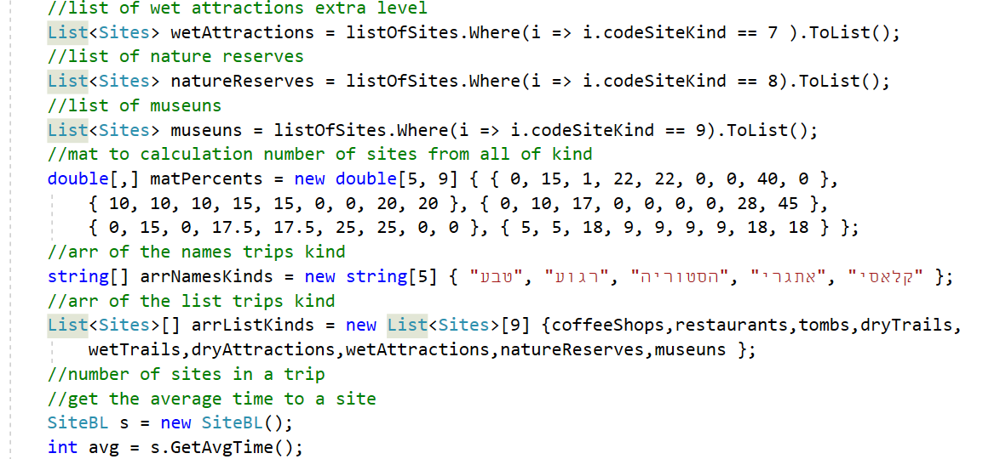 //list of wet attractions extra level
List<Sites> wetAttractions = listOfSites.Where(i => i.codeSiteKind == 7 ).ToList();
//list of nature reserves
List<Sites> natureReserves = listOfSites.Where(i => i.codeSiteKind == 8).ToList();
//list of museuns
List<Sites> museuns = listOfSites.Where(i => i.codeSiteKind == 9).ToList();
//mat to calculation number of sites from all of kind
double[,] matPercents = new double[5, 9] { { 0, 15, 1, 22, 22, 0, 0, 40, 0 },
{ 10, 10, 10, 15, 15, 0, 0, 20, 20 }, { 0, 10, 17, 0, 0, 0, 0, 28, 45 },
{ 0, 15, 0, 17.5, 17.5, 25, 25, 0, 0 }, { 5, 5, 18, 9, 9, 9, 9, 18, 18 } };
//arr of the names trips kind
string[] arrNamesKinds = new string[5] { "טבע", "רגוע", "הסטוריה", "אתגרי", "קלאסי" };
//arr of the list trips kind
List<Sites>[] arrListKinds = new List<Sites>[9] {coffeeShops,restaurants,tombs,dryTrails,
wetTrails,dryAttractions,wetAttractions,natureReserves,museuns };
//number of sites in a trip
//get the average time to a site
SiteBL s = new SiteBL();
int avg = s.GetAvgTime();